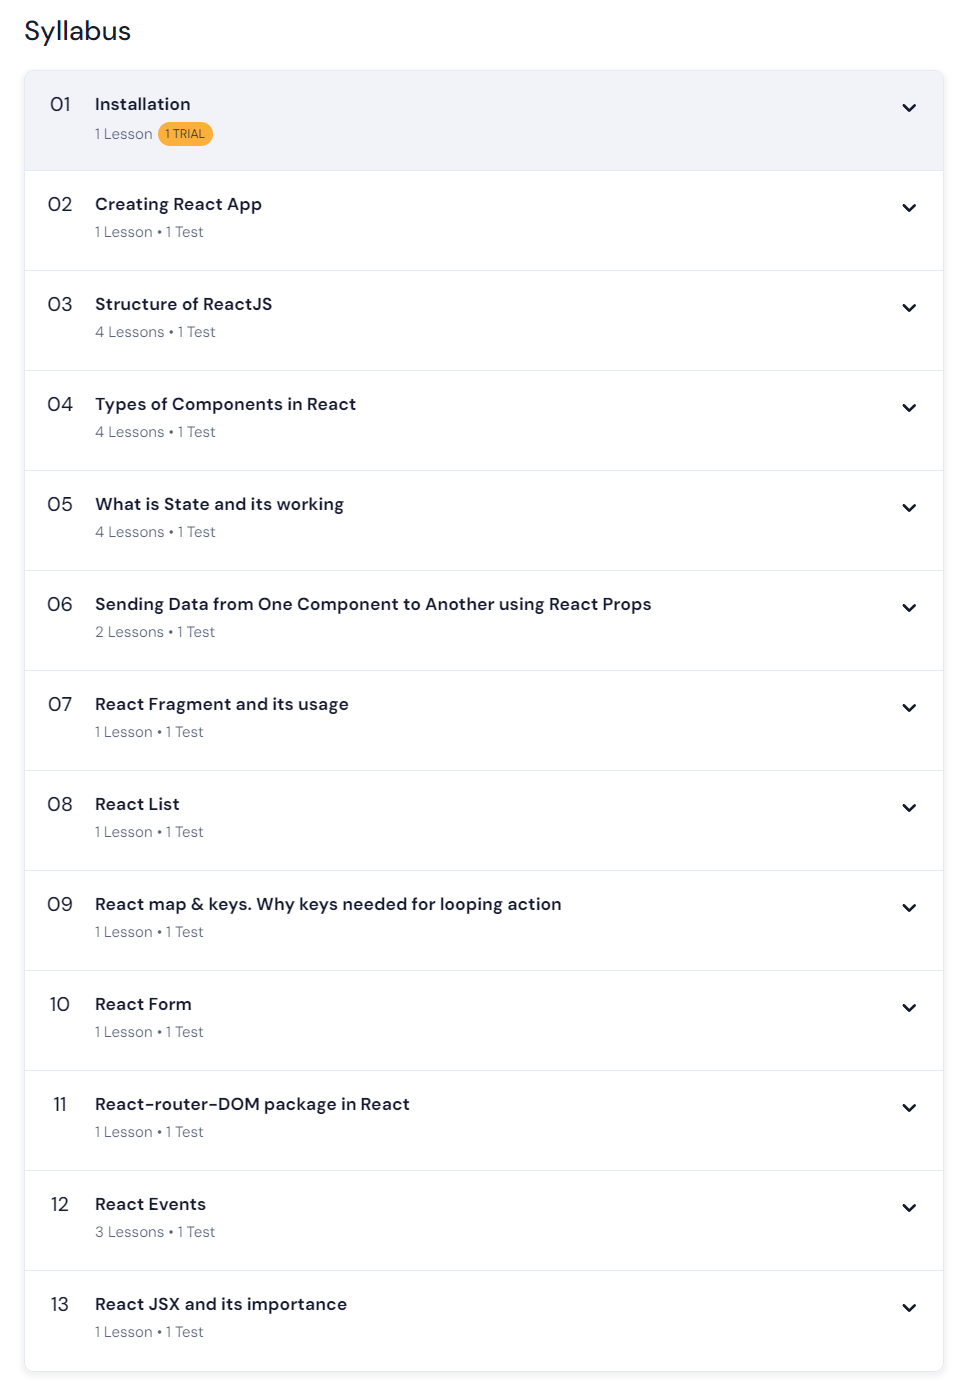 Syllabus
01 Installation
1 Lesson 1 TRIAL
02 Creating React App
1 Lesson • 1 Test
03 Structure of ReactJS
4 Lessons • 1 Test
04 Types of Components in React
4 Lessons • 1 Test
05 What is State and its working
4 Lessons • 1 Test
06 Sending Data from One Component to Another using React Props
2 Lessons • 1 Test
07 React Fragment and its usage
1 Lesson • 1 Test
08 React List
1 Lesson • 1 Test
09 React map & keys. Why keys needed for looping action
1 Lesson • 1 Test
10 React Form
1 Lesson • 1 Test
11 React-router-DOM package in React
1 Lesson • 1 Test
12 React Events
3 Lessons • 1 Test
13 React JSX and its importance
1 Lesson • 1 Test